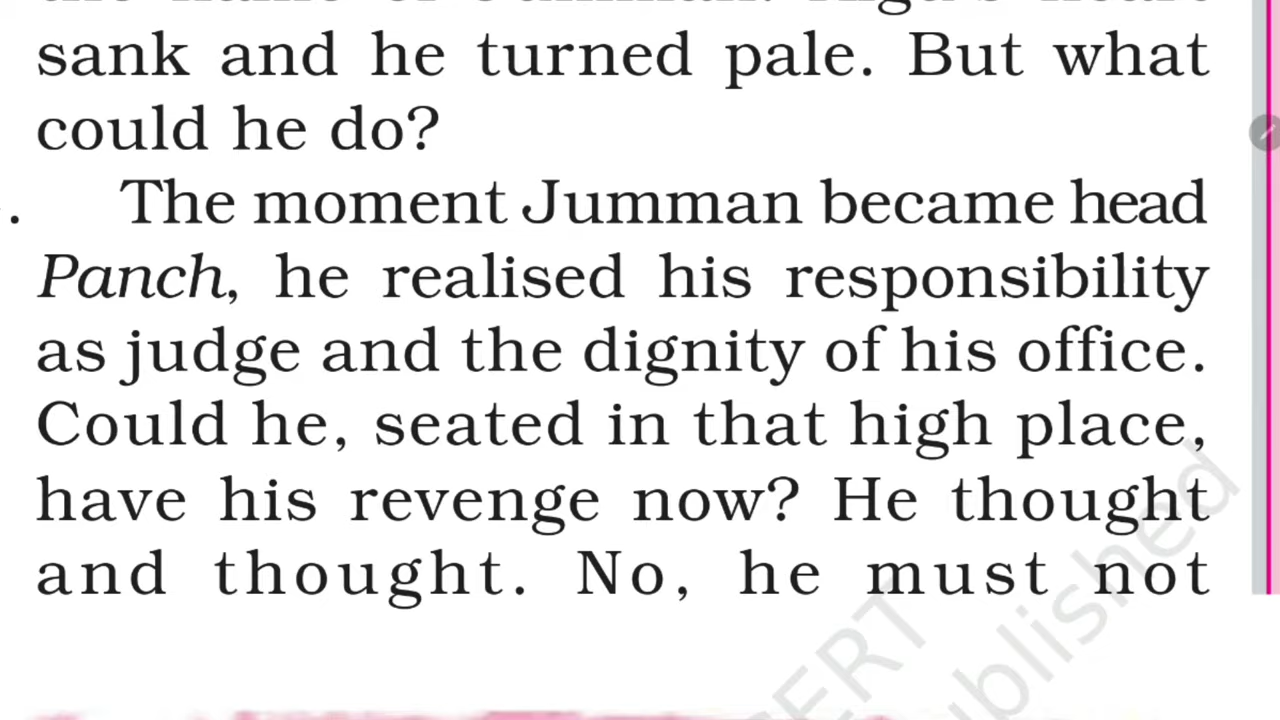 sank and he turned pale. But what
could he do?
. The moment Jumman became head
Panch, he realised his responsibility
as judge and the dignity of his office.
Could he, seated in that high place,
have his revenge now? He thought
and thought. No, he must not